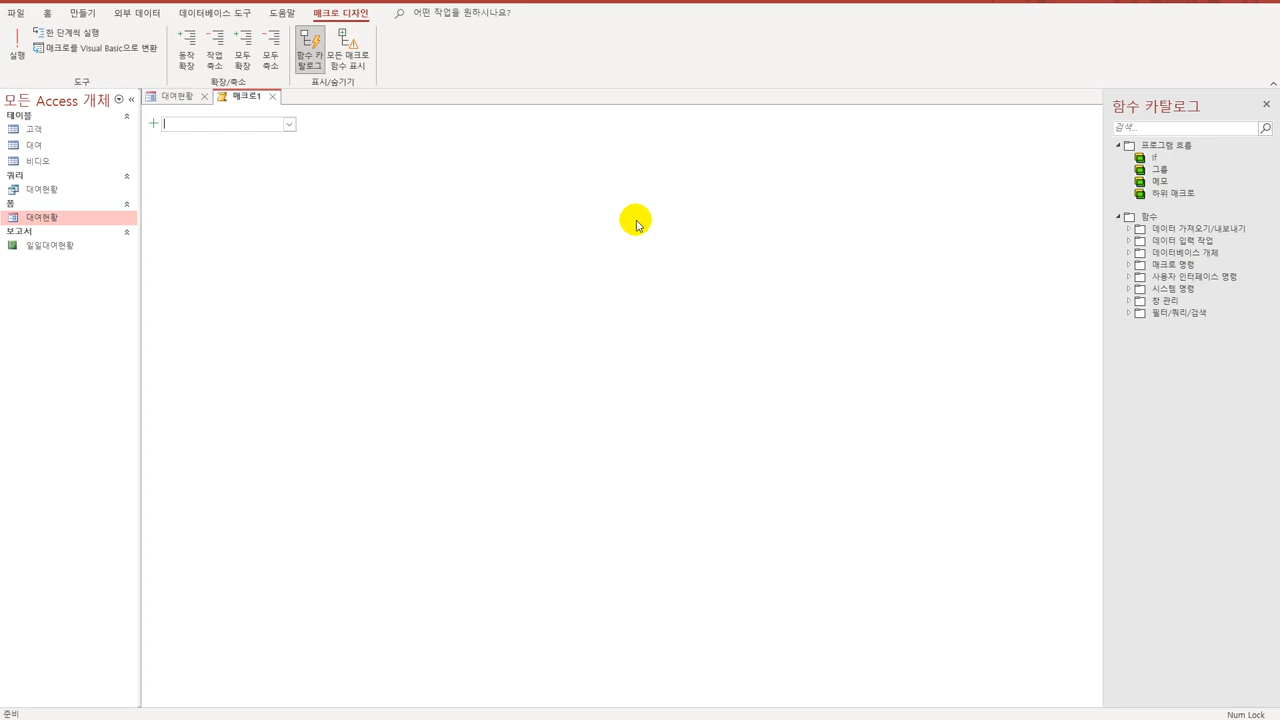 파일 홈 만들기 외부 데이터 데이터베이스 도구 도움말 매크로 디자인 어떤 작업을 원하시나요?
실행
한 단계씩 실행
매크로를 Visual Basic으로 변환
도구
동작 확장
작업 축소
모두 확장
모두 축소
확장/축소
함수 카탈로그
모든 매크로 함수 표시
표시/숨기기
모든 Access 개체
테이블
고객
대여
비디오
쿼리
대여현황
폼
대여현황
보고서
일일대여현황
대여현황
매크로1
함수 카탈로그
검색...
프로그램 흐름
If
그룹
메모
하위 매크로
함수
데이터 가져오기/내보내기
데이터 입력 작업
데이터베이스 개체
매크로 명령
사용자 인터페이스 명령
시스템 명령
창 관리
필터/쿼리/검색
준비
Num Lock